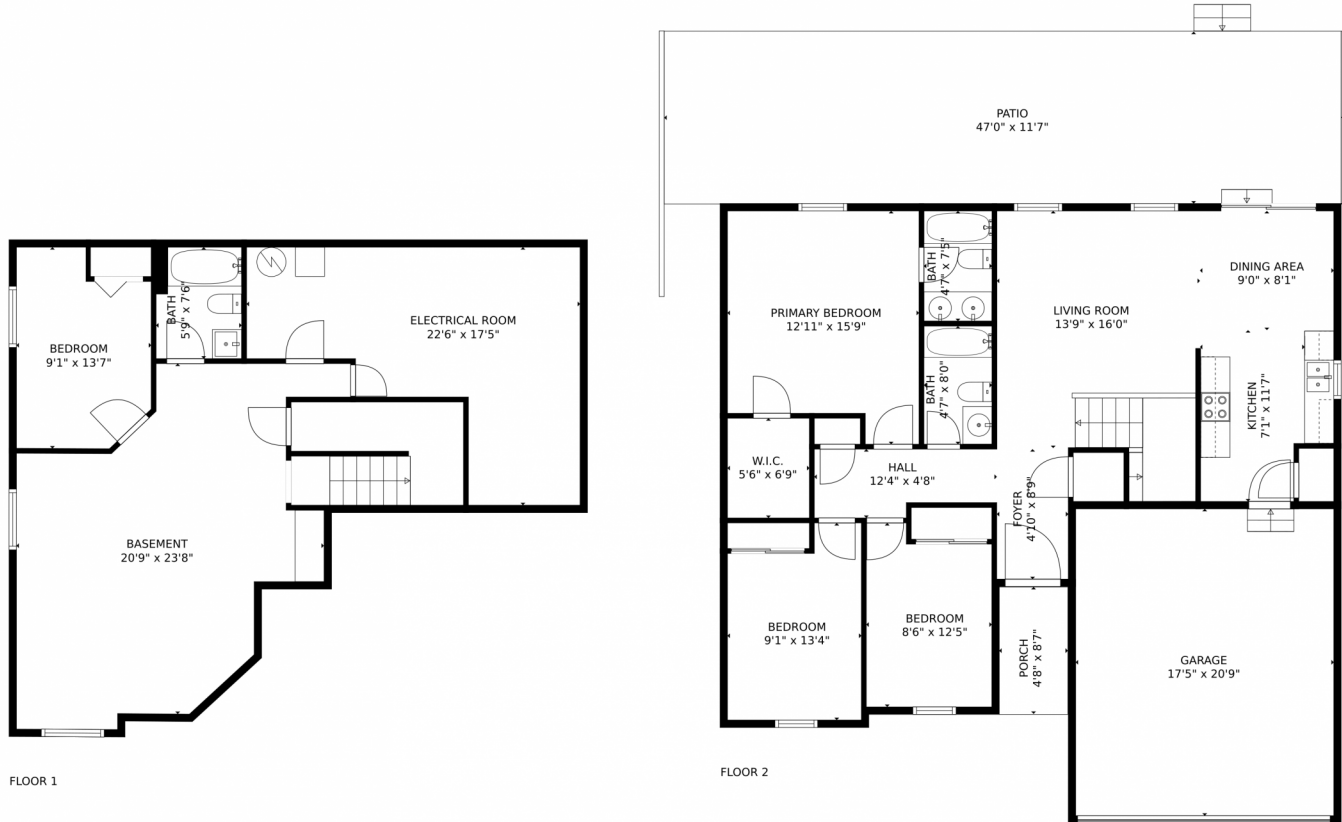 BEDROOM
9'1" x 13'7"
BATH
5'9" x 7'6"
ELECTRICAL ROOM
22'6" x 17'5"
BASEMENT
20'9" x 23'8"
FLOOR 1
PATIO
47'0" x 11'7"
PRIMARY BEDROOM
12'11" x 15'9"
BATH
4'7" x 7'5"
LIVING ROOM
13'9" x 16'0"
DINING AREA
9'0" x 8'1"
BATH
4'7" x 8'0"
KITCHEN
7'1" x 11'7"
W.I.C.
5'6" x 6'9"
HALL
12'4" x 4'8"
FOYER
4'10" x 8'9"
BEDROOM
9'1" x 13'4"
BEDROOM
8'6" x 12'5"
PORCH
4'8" x 8'7"
GARAGE
17'5" x 20'9"
FLOOR 2